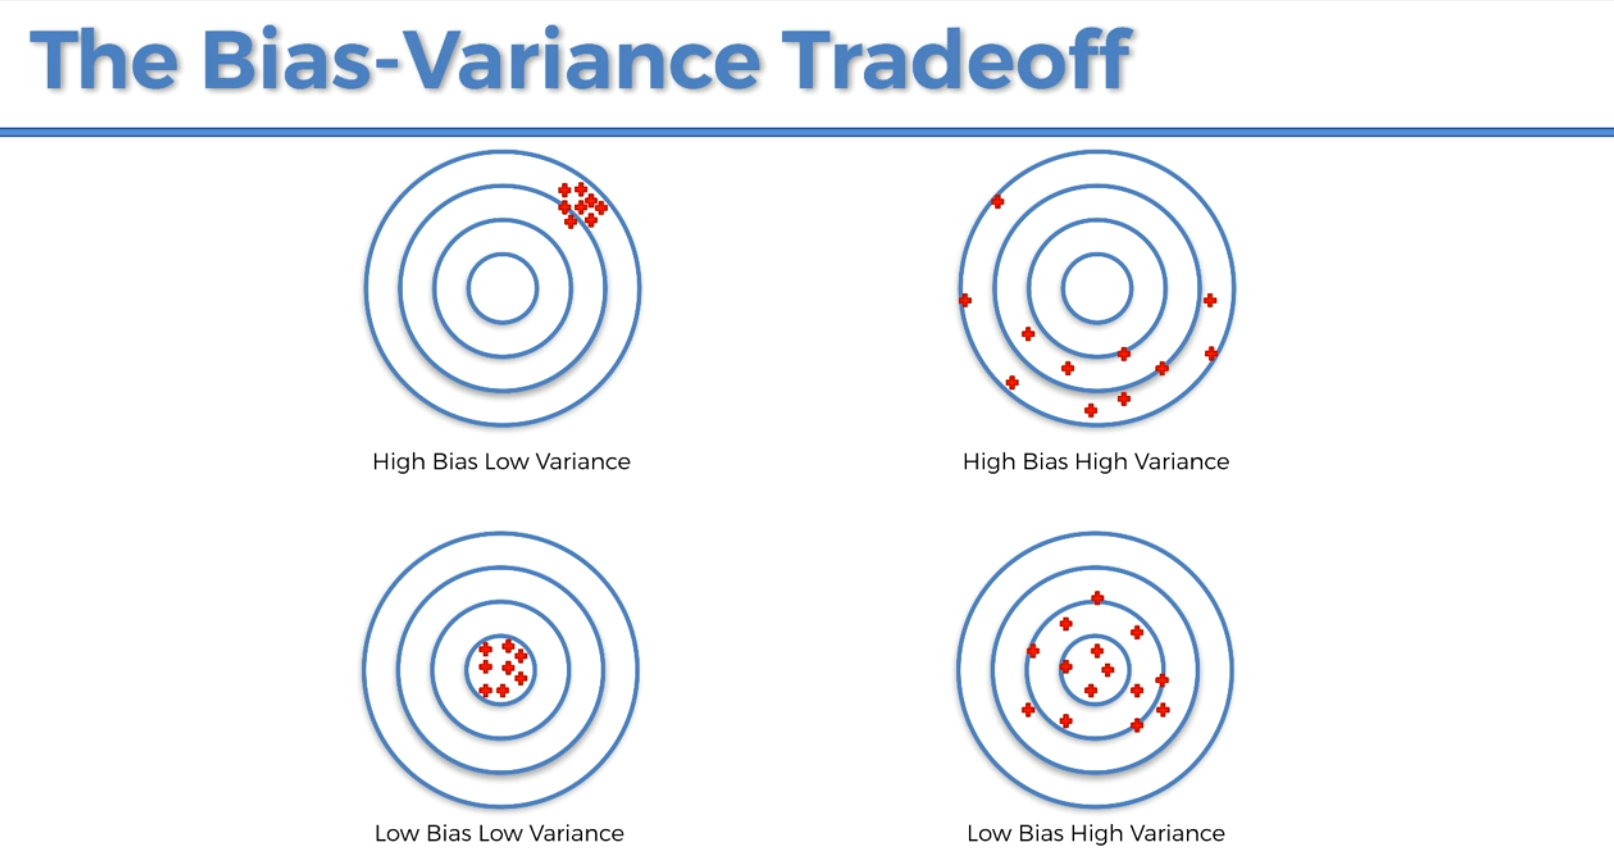 The Bias-Variance Tradeoff
High Bias Low Variance
High Bias High Variance
Low Bias Low Variance
Low Bias High Variance